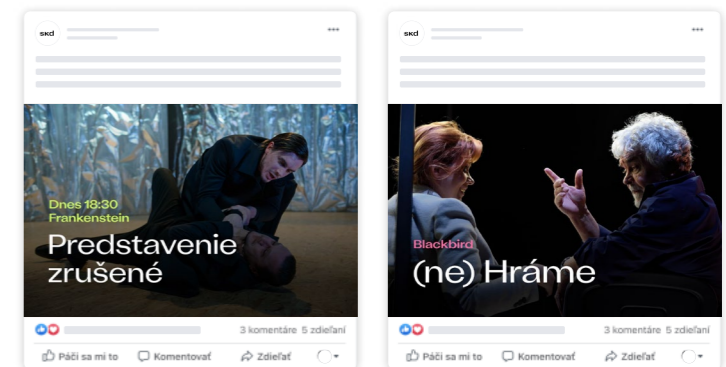 SKD
Dnes 18:30
Frankenstein
Predstavenie
zrušené
3 komentáre 5 zdieľaní
Páči sa mi to Komentovať Zdieľať
SKD
Blackbird
(ne) Hráme
3 komentáre 5 zdieľaní
Páči sa mi to Komentovať Zdieľať